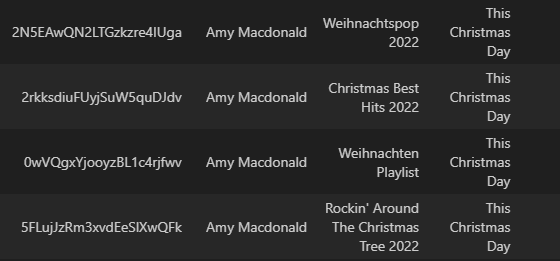 2N5EAwQN2LTGzkzre4IUga Amy Macdonald Weihnachtspop 2022 This Christmas Day
2rkksdiuFUyjSuW5quDJdv Amy Macdonald Christmas Best Hits 2022 This Christmas Day
0wVQgxYjooyzBL1c4rjfwv Amy Macdonald Weihnachten Playlist This Christmas Day
5FLujJzRm3xvdEeSlXwQFk Amy Macdonald Rockin' Around The Christmas Tree 2022 This Christmas Day